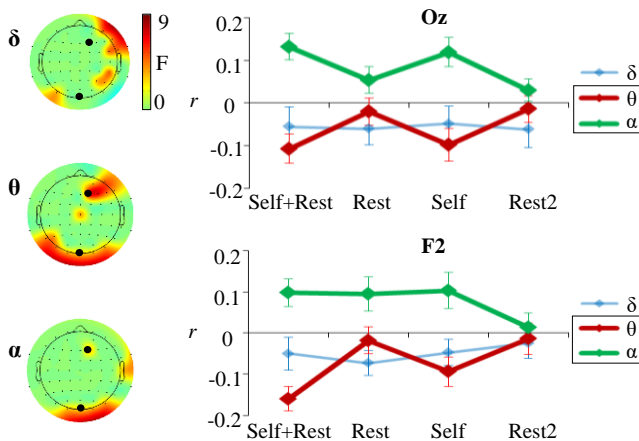 δ
9
F
0
θ
α
Oz
r
0.2
0.1
0
-0.1
-0.2
Self+Rest Rest Self Rest2
δ
θ
α
F2
r
0.2
0.1
0
-0.1
-0.2
Self+Rest Rest Self Rest2
δ
θ
α